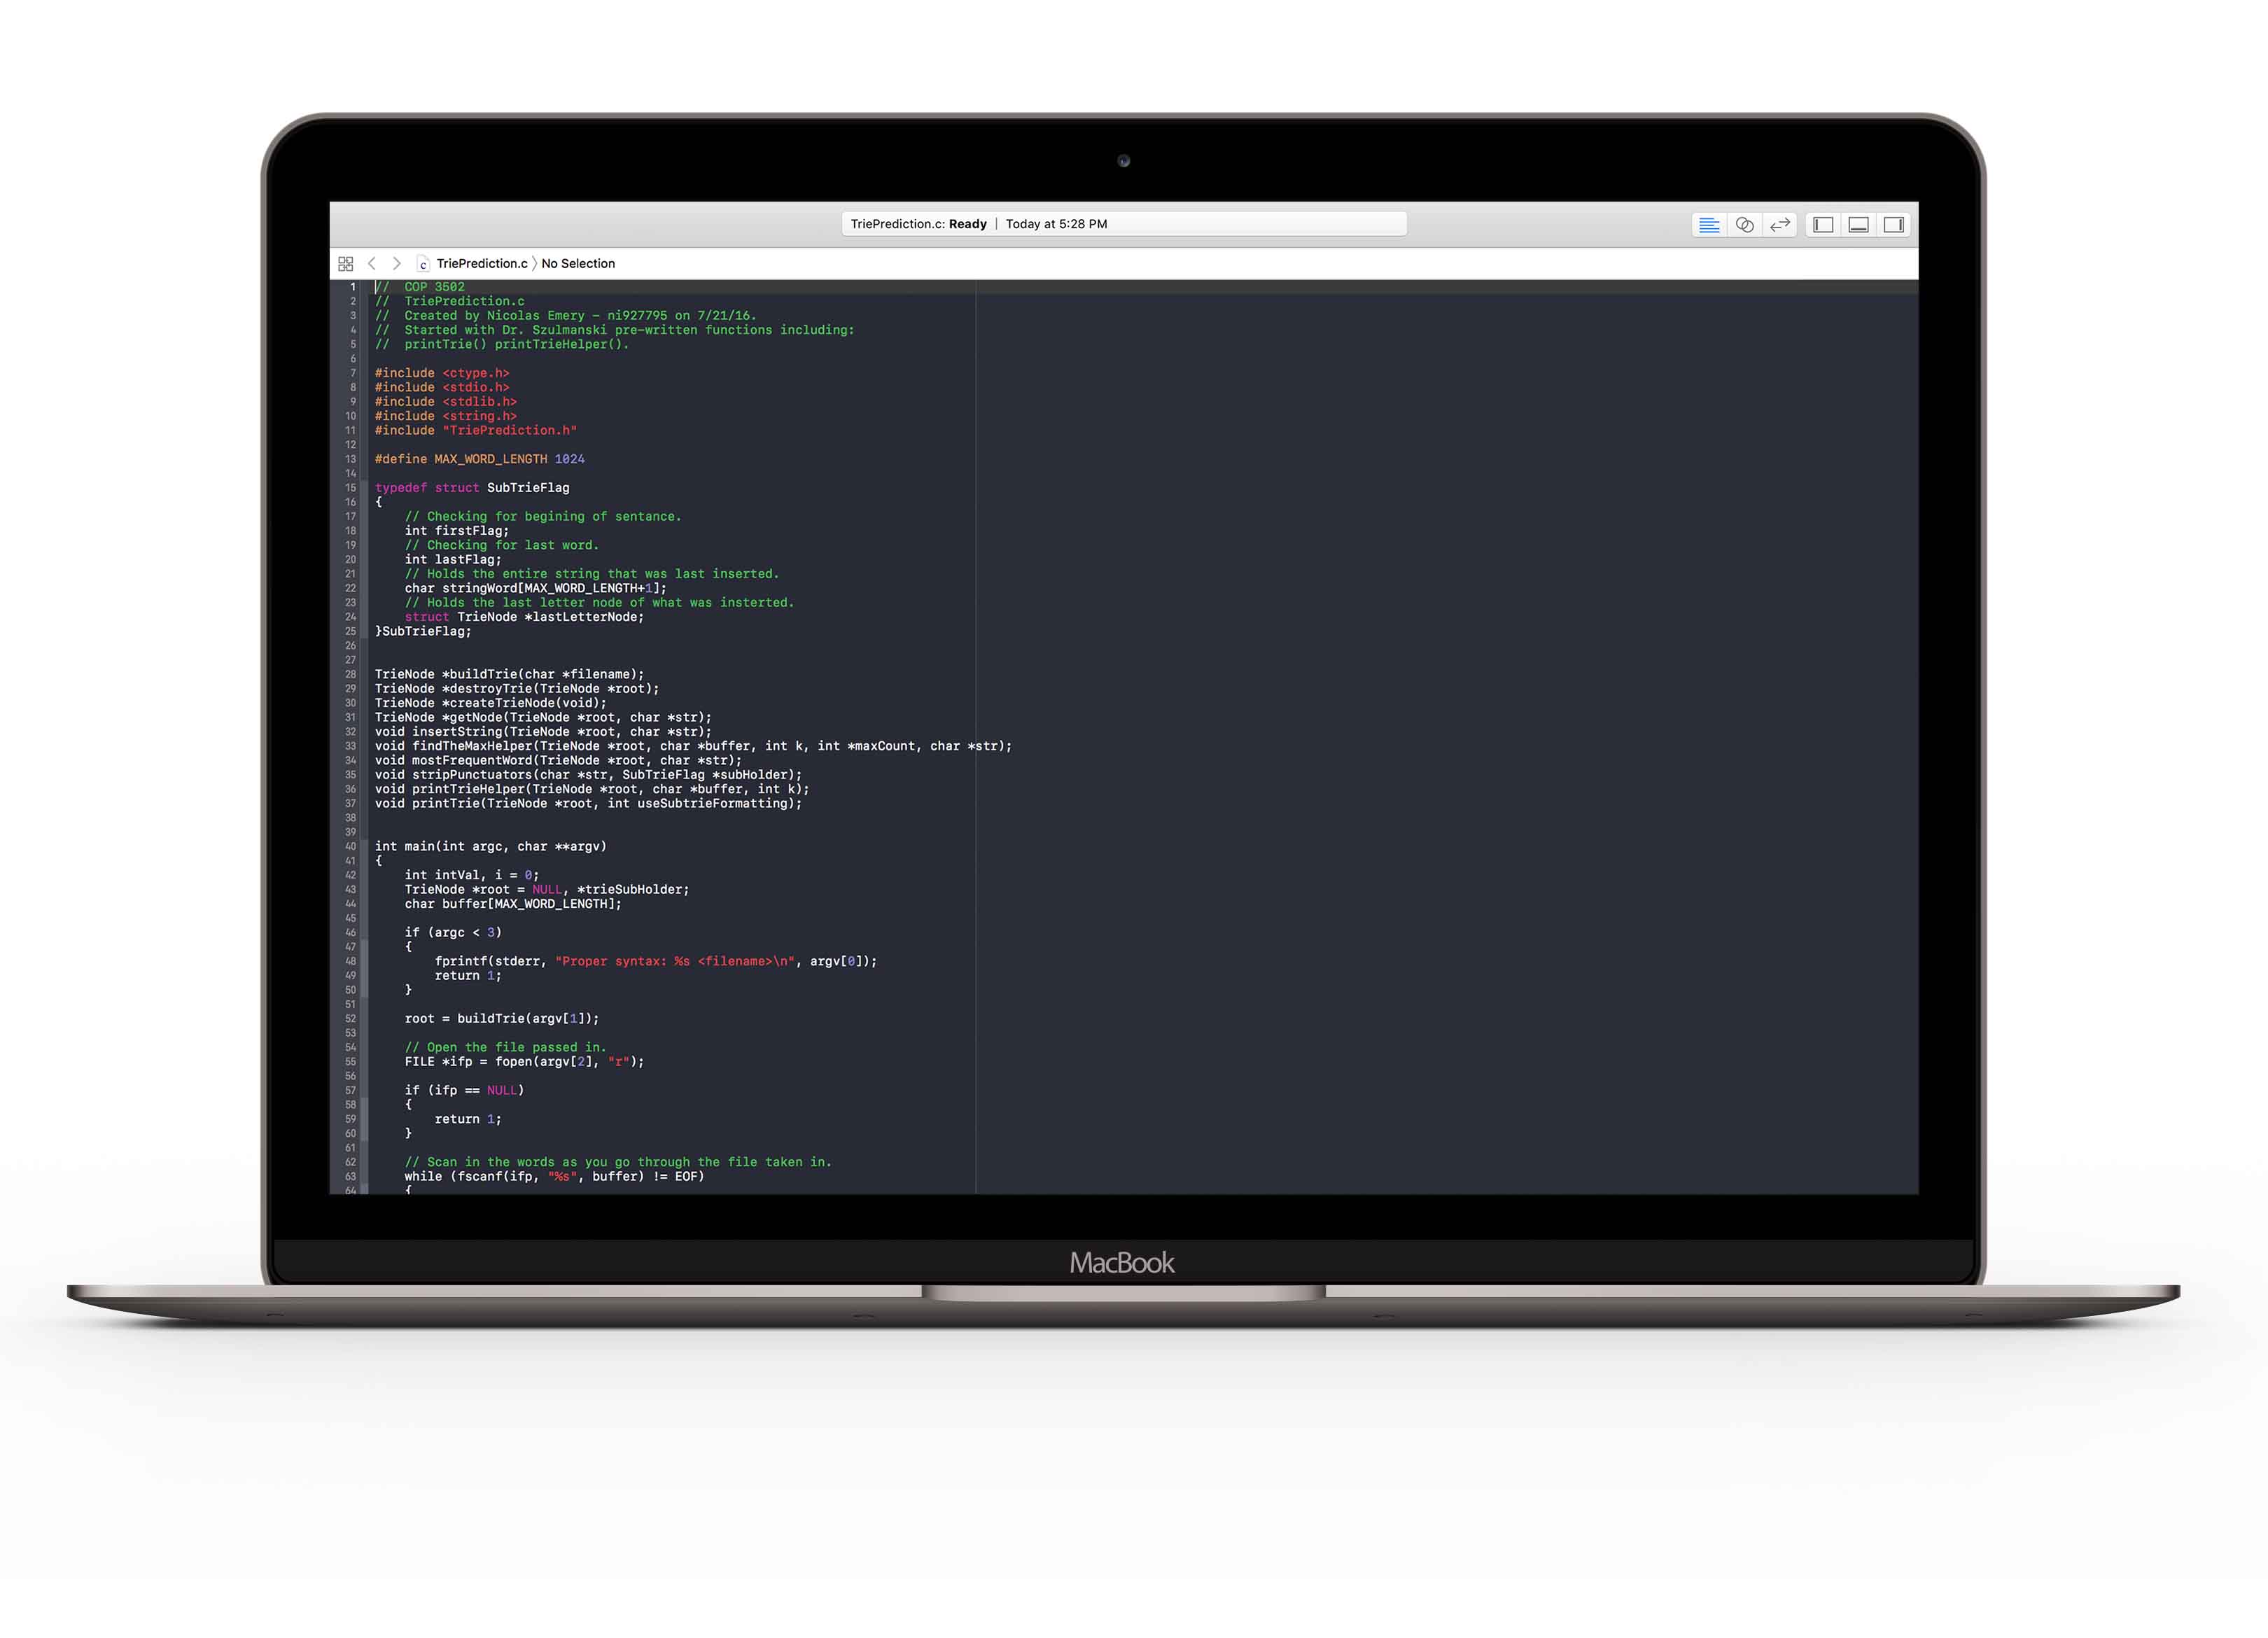 TriePrediction.c: Ready | Today at 5:28 PM
TriePrediction.c 〉 No Selection
1 // COP 3502
2 // TriePrediction.c
3 // Created by Nicolas Emery – ni927795 on 7/21/16.
4 // Started with Dr. Szulmanski pre-written functions including:
5 // printTrie() printTrieHelper().
6
7 #include <ctype.h>
8 #include <stdio.h>
9 #include <stdlib.h>
10 #include <string.h>
11 #include "TriePrediction.h"
12
13 #define MAX_WORD_LENGTH 1024
14
15 typedef struct SubTrieFlag
16 {
17     // Checking for begining of sentance.
18     int firstFlag;
19     // Checking for last word.
20     int lastFlag;
21     // Holds the entire string that was last inserted.
22     char stringWord[MAX_WORD_LENGTH+1];
23     // Holds the last letter node of what was insterted.
24     struct TrieNode *lastLetterNode;
25 }SubTrieFlag;
26
27
28 TrieNode *buildTrie(char *filename);
29 TrieNode *destroyTrie(TrieNode *root);
30 TrieNode *createTrieNode(void);
31 TrieNode *getNode(TrieNode *root, char *str);
32 void insertString(TrieNode *root, char *str);
33 void findTheMaxHelper(TrieNode *root, char *buffer, int k, int *maxCount, char *str);
34 void mostFrequentWord(TrieNode *root, char *str);
35 void stripPunctuators(char *str, SubTrieFlag *subHolder);
36 void printTrieHelper(TrieNode *root, char *buffer, int k);
37 void printTrie(TrieNode *root, int useSubtrieFormatting);
38
39
40 int main(int argc, char **argv)
41 {
42     int intVal, i = 0;
43     TrieNode *root = NULL, *trieSubHolder;
44     char buffer[MAX_WORD_LENGTH];
45
46     if (argc < 3)
47     {
48         fprintf(stderr, "Proper syntax: %s <filename>\n", argv[0]);
49         return 1;
50     }
51
52     root = buildTrie(argv[1]);
53
54     // Open the file passed in.
55     FILE *ifp = fopen(argv[2], "r");
56
57     if (ifp == NULL)
58     {
59         return 1;
60     }
61
62     // Scan in the words as you go through the file taken in.
63     while (fscanf(ifp, "%s", buffer) != EOF)
64     {
MacBook